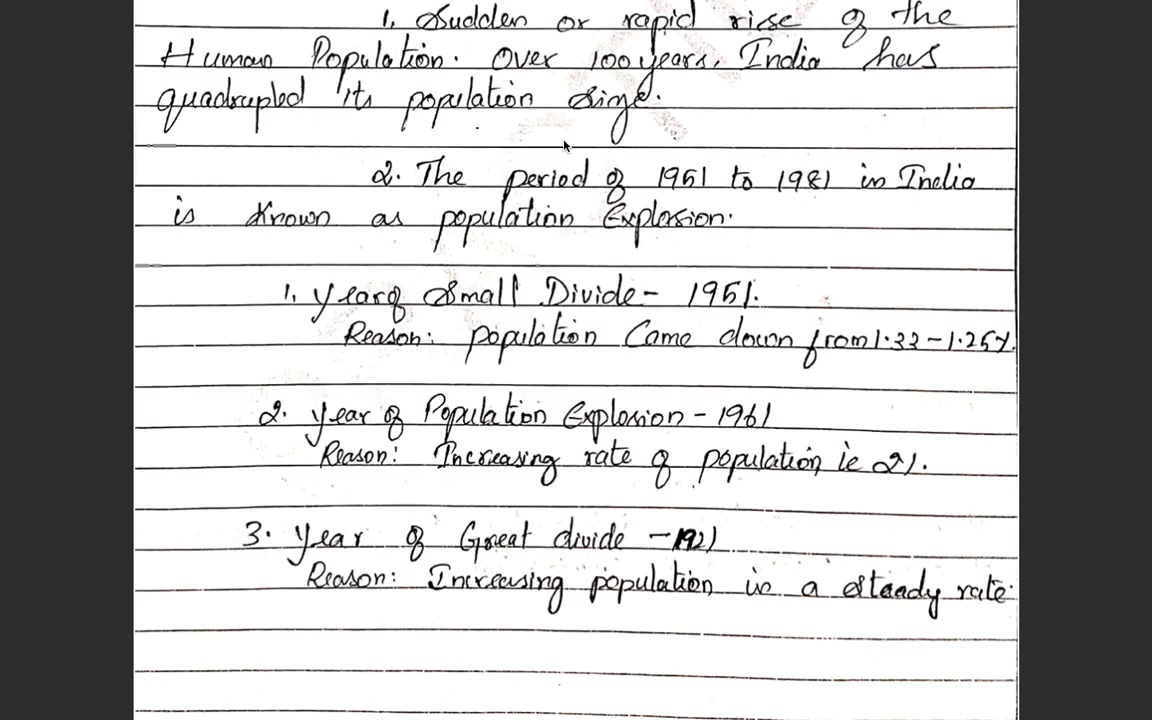 1. Sudden or rapid rise of the
Human Population. Over 100 years, India has
quadrupled its population size.
2. The period of 1951 to 1981 in India
is known as population Explosion.
1. year of Small Divide - 1951.
Reason: population Came down from 1.33 - 1.25%.
2. year of Population Explosion - 1961
Reason: Increasing rate of population ie 2%.
3. year of Great divide - 1921
Reason: Increasing population in a steady rate.